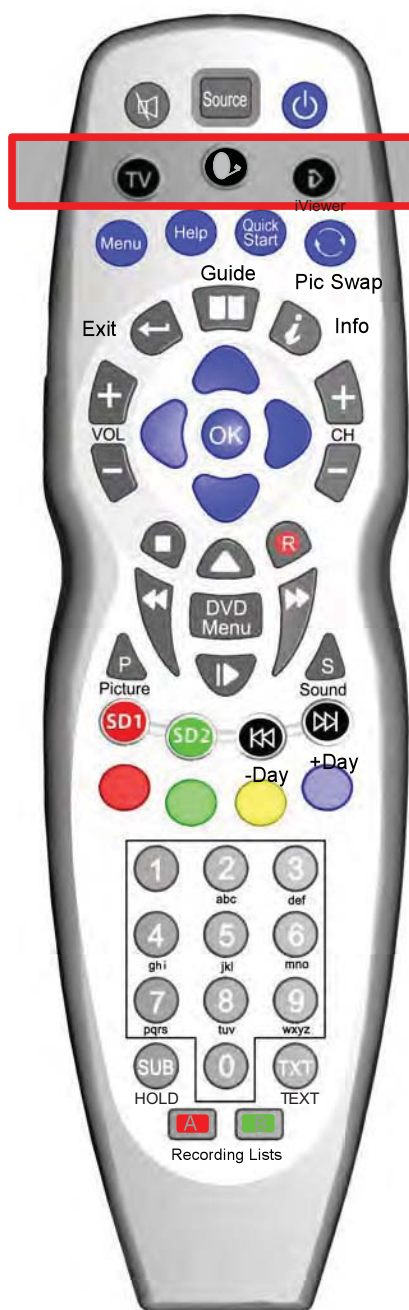 Source
TV
iViewer
Menu Help Quick Start
Pic Swap
Guide
Exit
Info
+ +
VOL OK CH
- -
R
DVD
Menu
P S
Picture Sound
SD1 SD2
-Day +Day
1 2 3
abc def
4 5 6
ghi jkl mno
7 8 9
pqrs tuv wxyz
SUB 0 TXT
HOLD TEXT
A B
Recording Lists